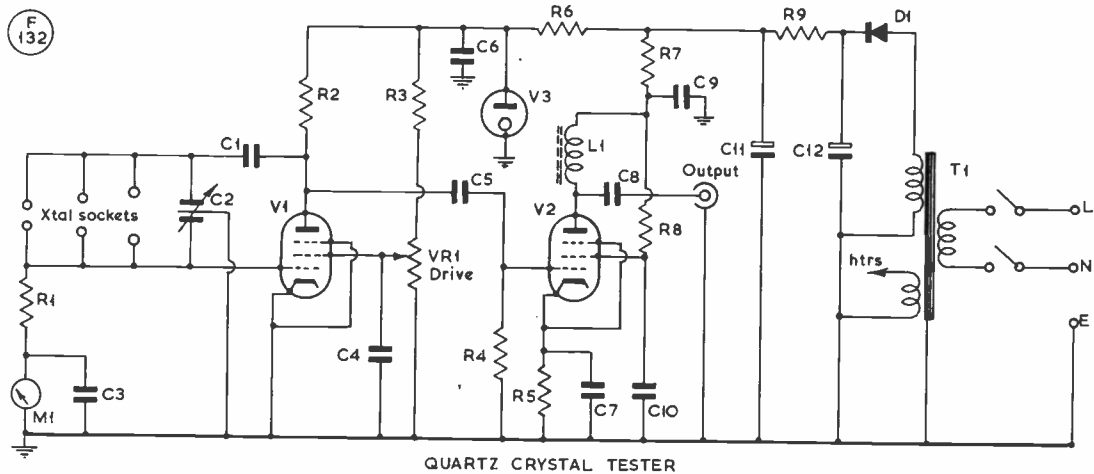 F
132
R6
R9
D1
C6
R7
R2
R3
V3
C9
C1
L1
C11
C12
T1
Output
C5
C8
L
Xtal sockets
C2
V1
V2
R8
VR1
Drive
htrs
N
R1
E
C4
R4
M1
C3
R5
C7
C10
QUARTZ CRYSTAL TESTER